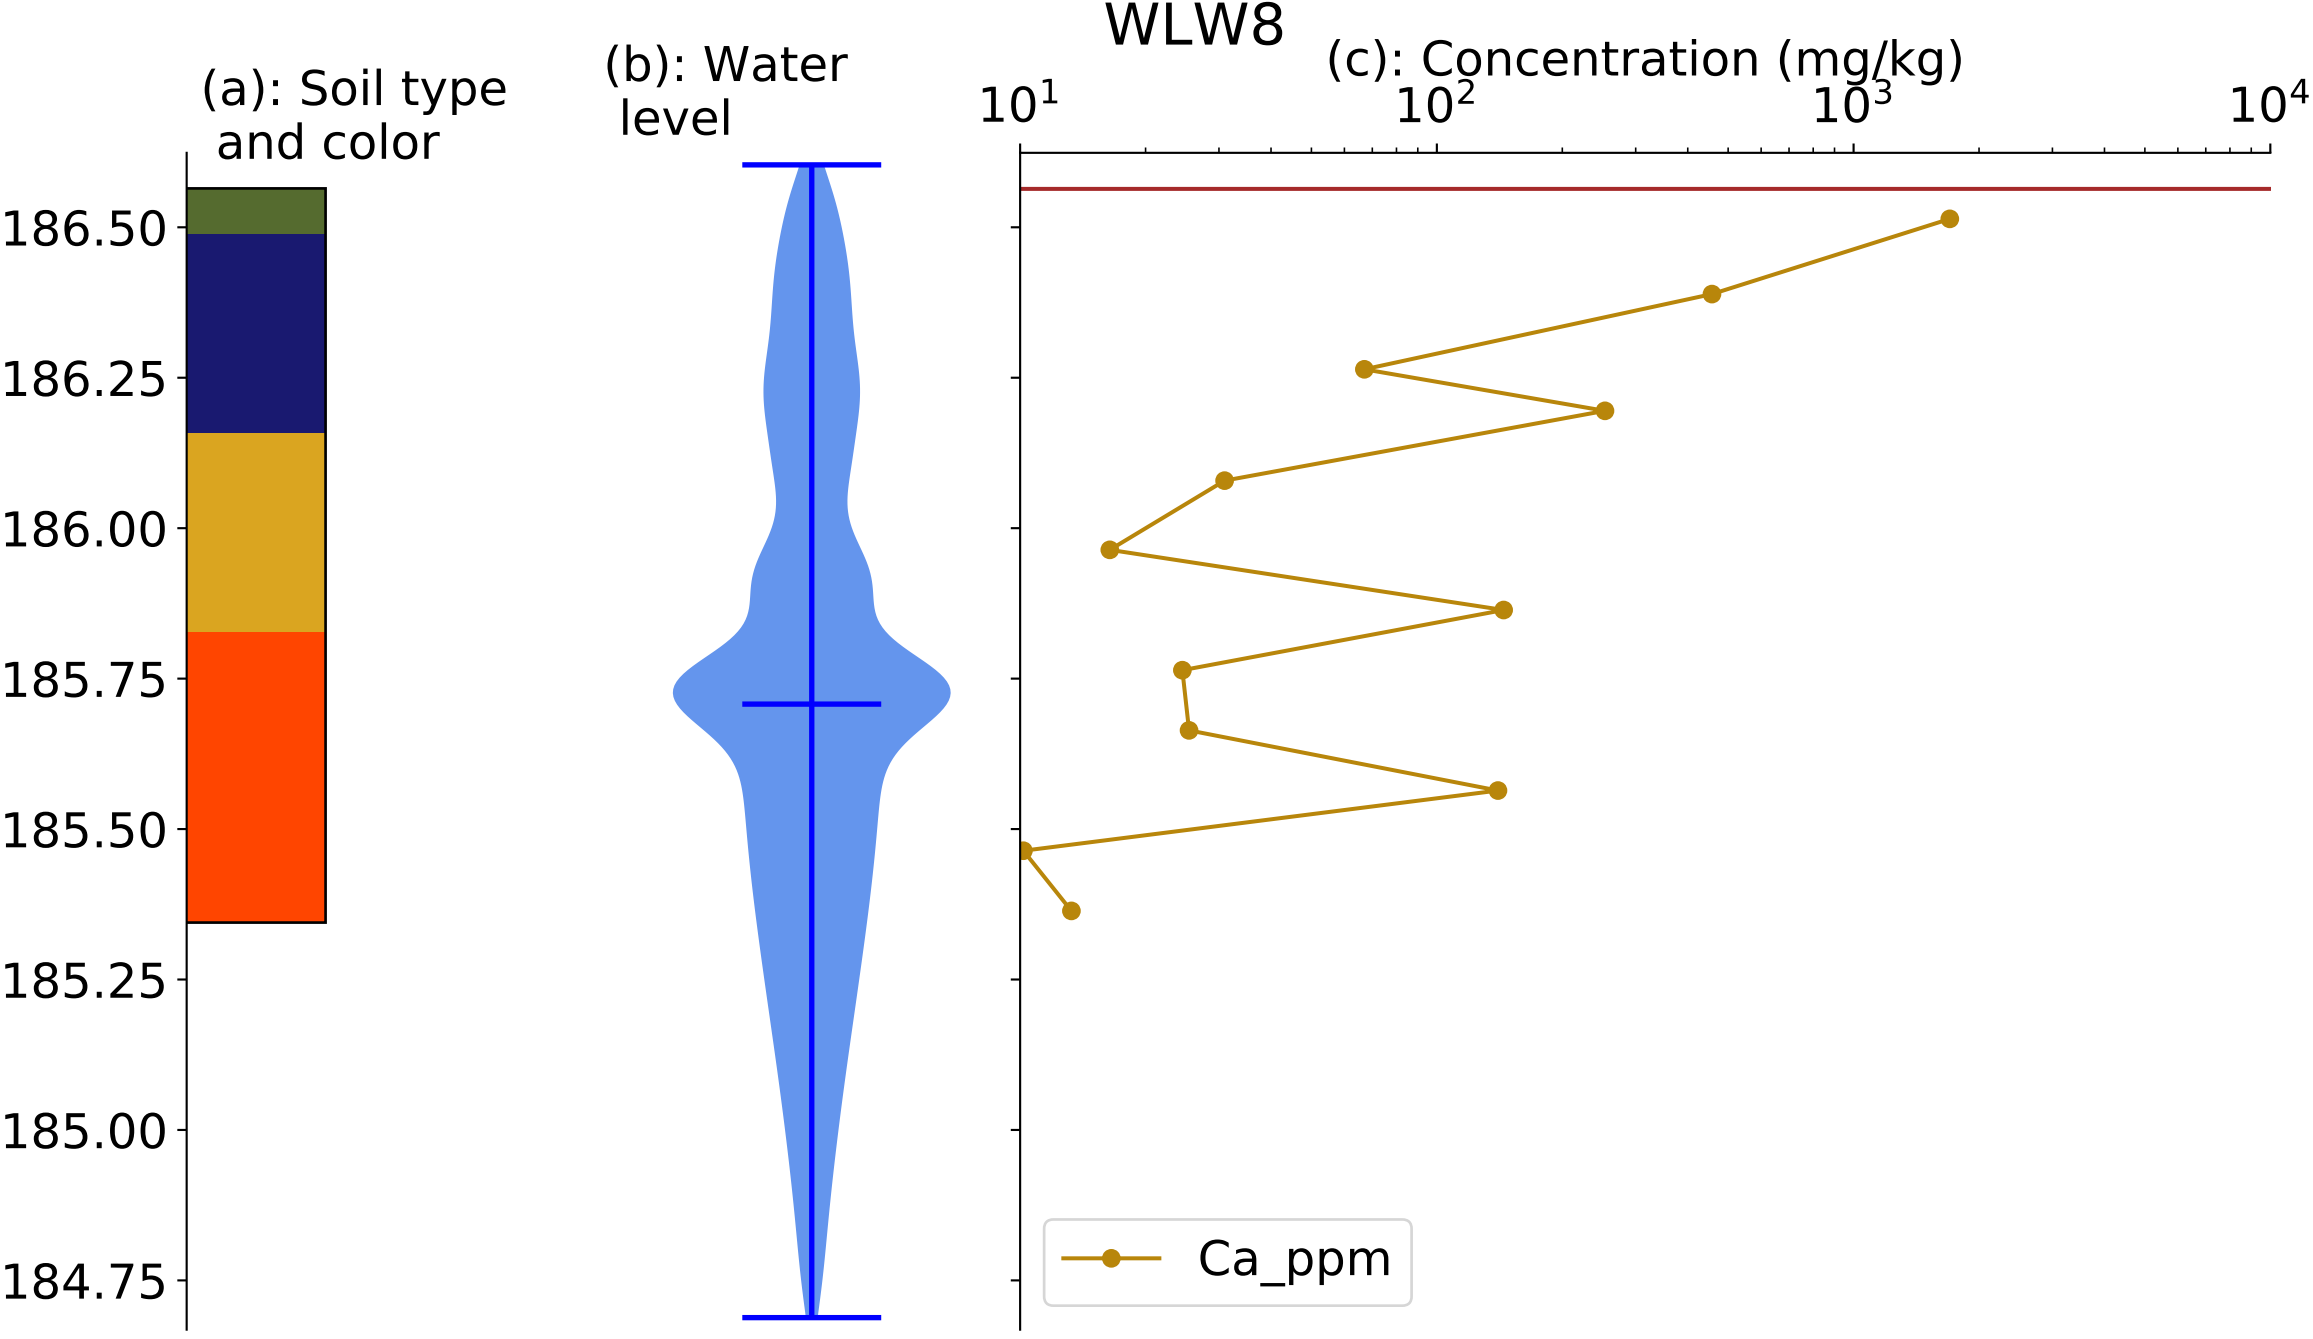 WLW8
(a): Soil type
and color
(b): Water
level
(c): Concentration (mg/kg)
10¹ 10² 10³ 10⁴
186.50
186.25
186.00
185.75
185.50
185.25
185.00
184.75
Ca_ppm